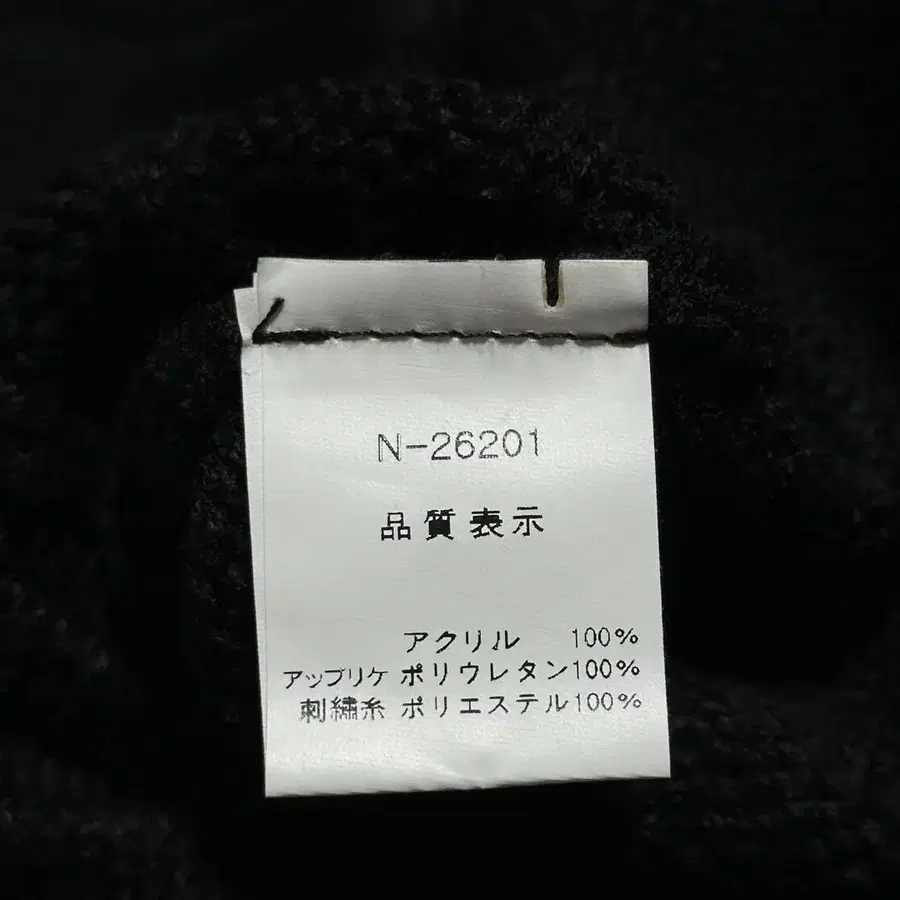 N-26201
品質表示
アクリル 100%
アップリケ ポリウレタン100%
刺繍糸 ポリエステル100%